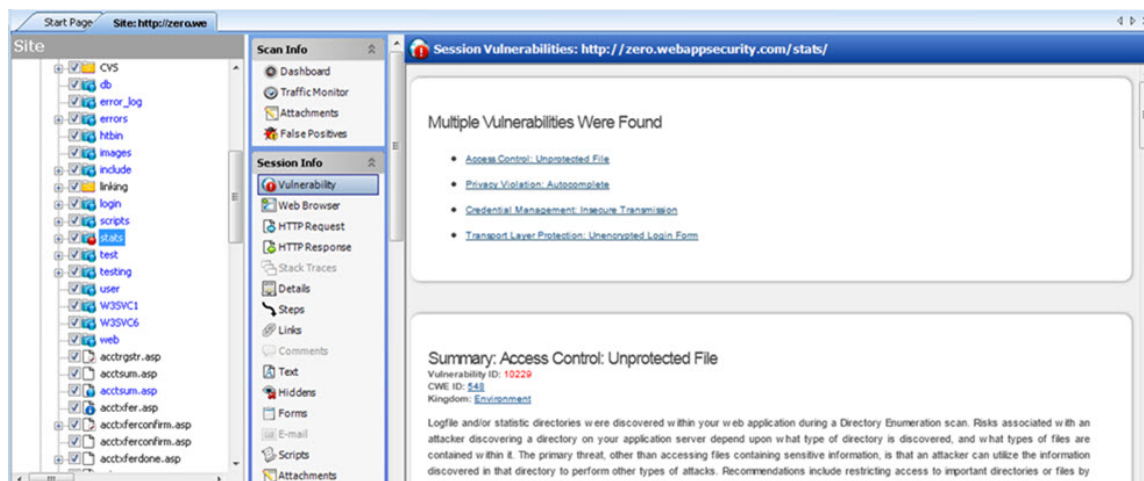 Start Page
Site: http://zero.we
Site
CVS
db
error_log
errors
htbin
images
include
linking
login
scripts
stats
test
testing
user
W3SVC1
W3SVC6
web
acctrgstr.asp
acctsum.asp
acctsum.asp
acctxfer.asp
acctxferconfirm.asp
acctxferconfirm.asp
acctxferdone.asp
Scan Info
Dashboard
Traffic Monitor
Attachments
False Positives
Session Info
Vulnerability
Web Browser
HTTP Request
HTTP Response
Stack Traces
Details
Steps
Links
Comments
Text
Hiddens
Forms
E-mail
Scripts
Attachments
Session Vulnerabilities: http://zero.webappsecurity.com/stats/
Multiple Vulnerabilities Were Found
Access Control: Unprotected File
Privacy Violation: Autocomplete
Credential Management: Insecure Transmission
Transport Layer Protection: Unencrypted Login Form
Summary: Access Control: Unprotected File
Vulnerability ID: 10229
CWE ID: 548
Kingdom: Environment
Logfile and/or statistic directories were discovered within your web application during a Directory Enumeration scan. Risks associated with an
attacker discovering a directory on your application server depend upon what type of directory is discovered, and what types of files are
contained within it. The primary threat, other than accessing files containing sensitive information, is that an attacker can utilize the information
discovered in that directory to perform other types of attacks. Recommendations include restricting access to important directories or files by